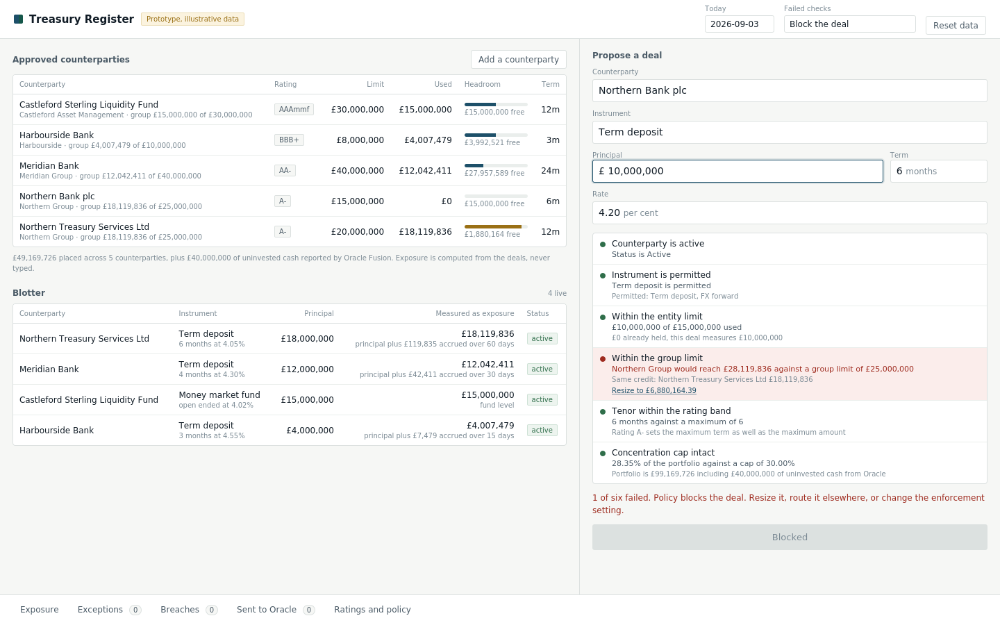 Treasury Register
Prototype, illustrative data
Today
2026-09-03
Failed checks
Block the deal
Reset data
Approved counterparties
Add a counterparty
Counterparty Rating Limit Used Headroom Term
Castleford Sterling Liquidity Fund
Castleford Asset Management · group £15,000,000 of £30,000,000
AAAmmf £30,000,000 £15,000,000 £15,000,000 free 12m
Harbourside Bank
Harbourside · group £4,007,479 of £10,000,000
BBB+ £8,000,000 £4,007,479 £3,992,521 free 3m
Meridian Bank
Meridian Group · group £12,042,411 of £40,000,000
AA- £40,000,000 £12,042,411 £27,957,589 free 24m
Northern Bank plc
Northern Group · group £18,119,836 of £25,000,000
A- £15,000,000 £0 £15,000,000 free 6m
Northern Treasury Services Ltd
Northern Group · group £18,119,836 of £25,000,000
A- £20,000,000 £18,119,836 £1,880,164 free 12m
£49,169,726 placed across 5 counterparties, plus £40,000,000 of uninvested cash reported by Oracle Fusion. Exposure is computed from the deals, never
typed.
Blotter
4 live
Counterparty Instrument Principal Measured as exposure Status
Northern Treasury Services Ltd
Term deposit
6 months at 4.05%
£18,000,000
£18,119,836
principal plus £119,835 accrued over 60 days
active
Meridian Bank
Term deposit
4 months at 4.30%
£12,000,000
£12,042,411
principal plus £42,411 accrued over 30 days
active
Castleford Sterling Liquidity Fund
Money market fund
open ended at 4.02%
£15,000,000
£15,000,000
fund level
active
Harbourside Bank
Term deposit
3 months at 4.55%
£4,000,000
£4,007,479
principal plus £7,479 accrued over 15 days
active
Propose a deal
Counterparty
Northern Bank plc
Instrument
Term deposit
Principal
£ 10,000,000
Term
6 months
Rate
4.20 per cent
Counterparty is active
Status is Active
Instrument is permitted
Term deposit is permitted
Permitted: Term deposit, FX forward
Within the entity limit
£10,000,000 of £15,000,000 used
£0 already held, this deal measures £10,000,000
Within the group limit
Northern Group would reach £28,119,836 against a group limit of £25,000,000
Same credit: Northern Treasury Services Ltd £18,119,836
Resize to £6,880,164.39
Tenor within the rating band
6 months against a maximum of 6
Rating A- sets the maximum term as well as the maximum amount
Concentration cap intact
28.35% of the portfolio against a cap of 30.00%
Portfolio is £99,169,726 including £40,000,000 of uninvested cash from Oracle
1 of six failed. Policy blocks the deal. Resize it, route it elsewhere, or change the enforcement
setting.
Blocked
Exposure
Exceptions 0
Breaches 0
Sent to Oracle 0
Ratings and policy